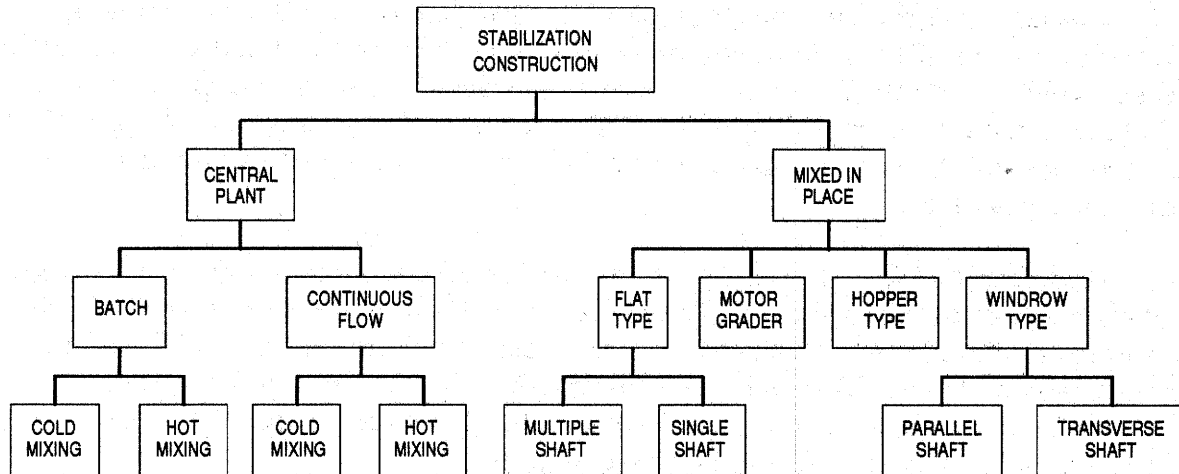 STABILIZATION
CONSTRUCTION
CENTRAL
PLANT
MIXED IN
PLACE
BATCH
CONTINUOUS
FLOW
FLAT
TYPE
MOTOR
GRADER
HOPPER
TYPE
WINDROW
TYPE
COLD
MIXING
HOT
MIXING
COLD
MIXING
HOT
MIXING
MULTIPLE
SHAFT
SINGLE
SHAFT
PARALLEL
SHAFT
TRANSVERSE
SHAFT